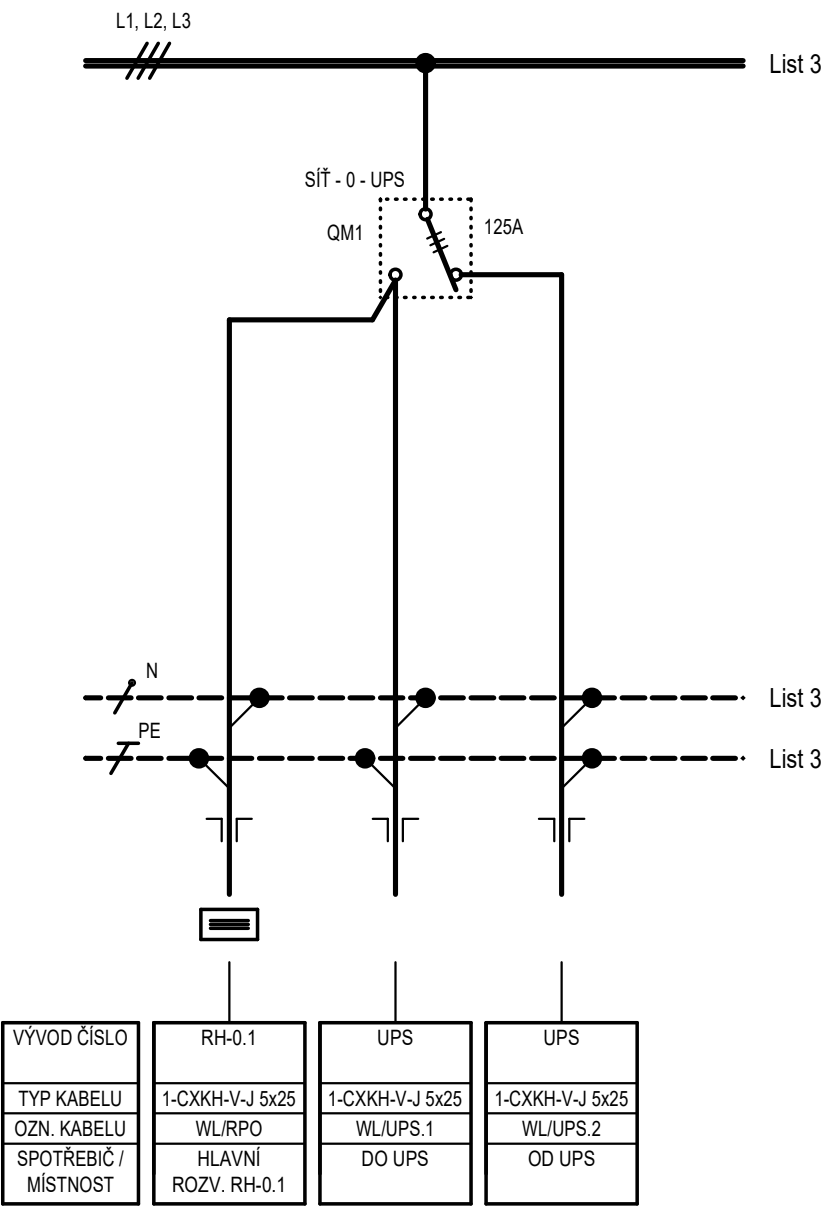 L1, L2, L3
List 3
SÍŤ - 0 - UPS
QM1
125A
N
List 3
PE
List 3
VÝVOD ČÍSLO
RH-0.1
UPS
UPS
TYP KABELU
1-CXKH-V-J 5x25
1-CXKH-V-J 5x25
1-CXKH-V-J 5x25
OZN. KABELU
WL/RPO
WL/UPS.1
WL/UPS.2
SPOTŘEBIČ /
MÍSTNOST
HLAVNÍ
ROZV. RH-0.1
DO UPS
OD UPS